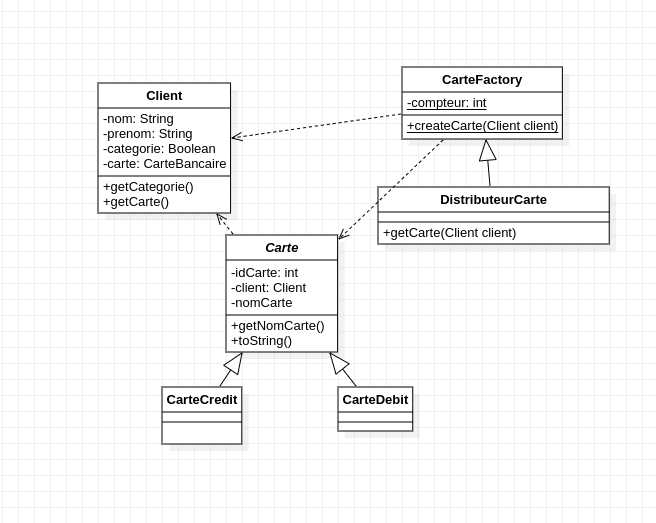 Client
-nom: String
-prenom: String
-categorie: Boolean
-carte: CarteBancaire
+getCategorie()
+getCarte()
CarteFactory
-compteur: int
+createCarte(Client client)
DistributeurCarte
+getCarte(Client client)
Carte
-idCarte: int
-client: Client
-nomCarte
+getNomCarte()
+toString()
CarteCredit
CarteDebit